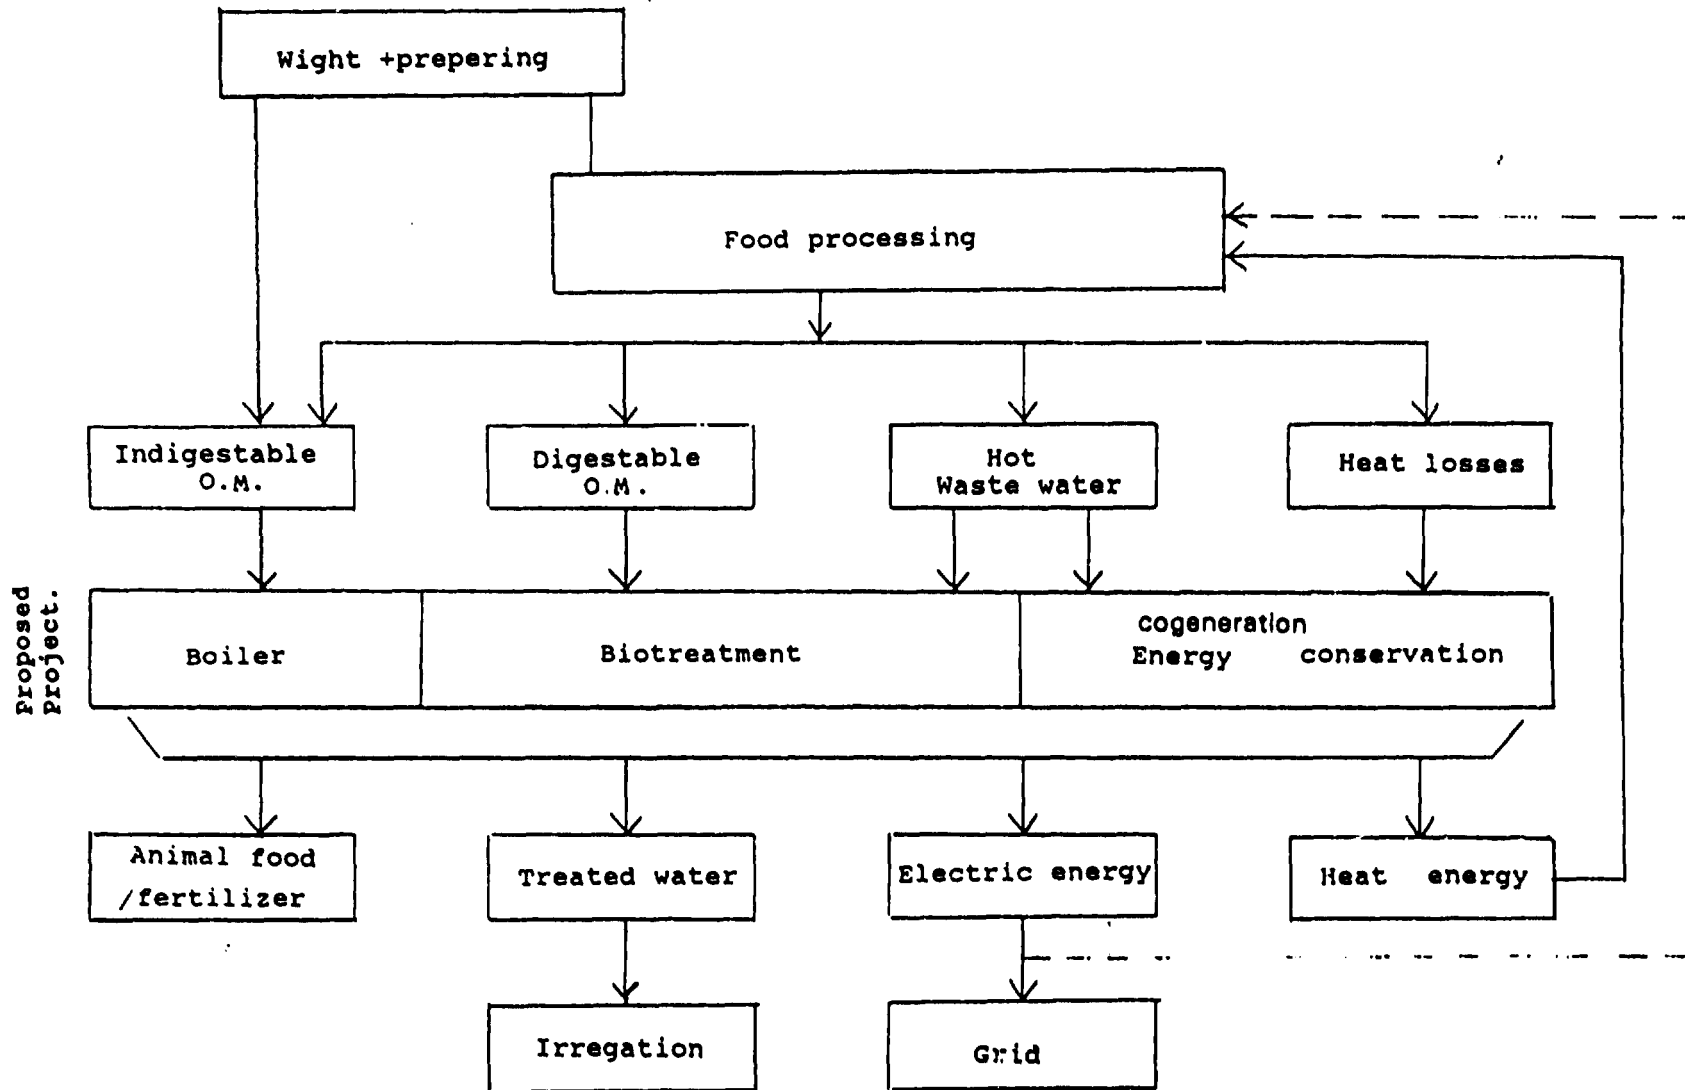 Wight +prepering
Food processing
Indigestable
O.M.
Digestable
O.M.
Hot
Waste water
Heat losses
Proposed
Project.
Boiler
Biotreatment
cogeneration
Energy conservation
Animal food
/fertilizer
Treated water
Electric energy
Heat energy
Irregation
Grid